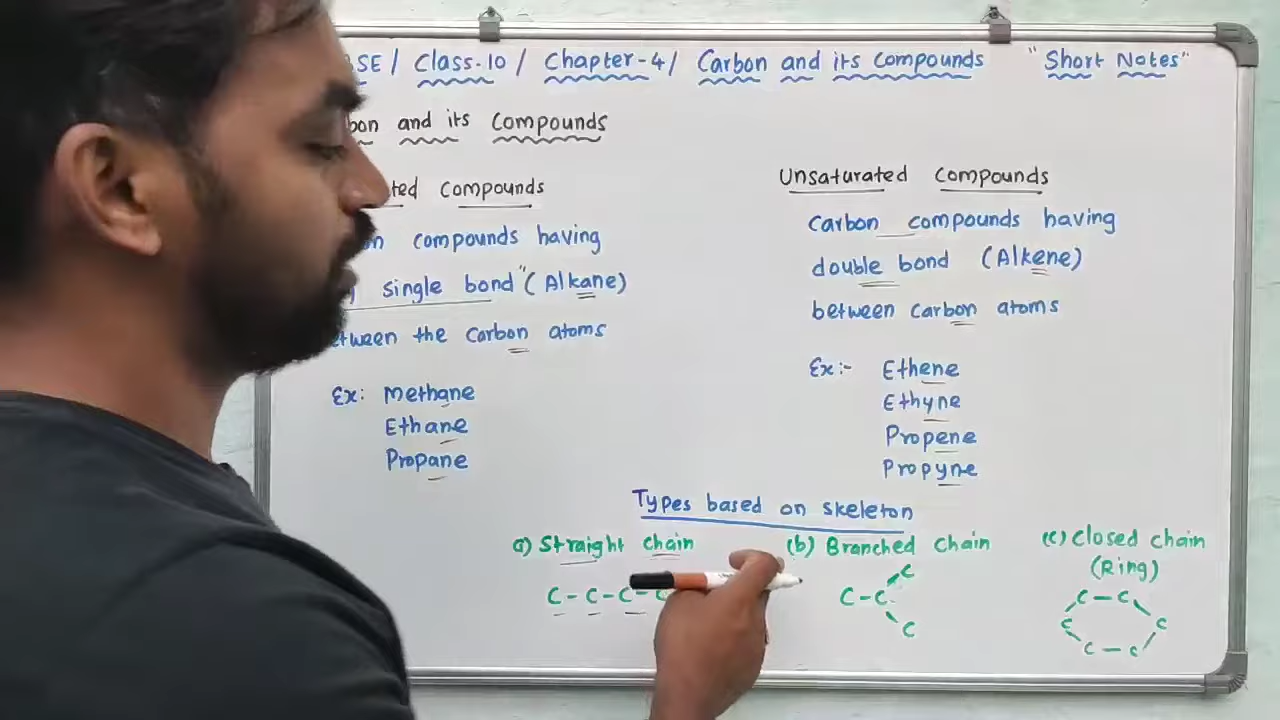 SE / Class-10 / Chapter-4 / Carbon and its Compounds "Short Notes"
bon and its Compounds
ted Compounds
n compounds having
single bond" (Alkane)
etween the carbon atoms
Ex: Methane
Ethane
Propane
Unsaturated Compounds
Carbon compounds having
double bond (Alkene)
between carbon atoms
Ex:- Ethene
Ethyne
Propene
Propyne
Types based on skeleton
a) Straight chain
C - C - C - C
(b) Branched chain
C
C - C
C
(c) Closed chain
(Ring)
C - C
C C
C - C